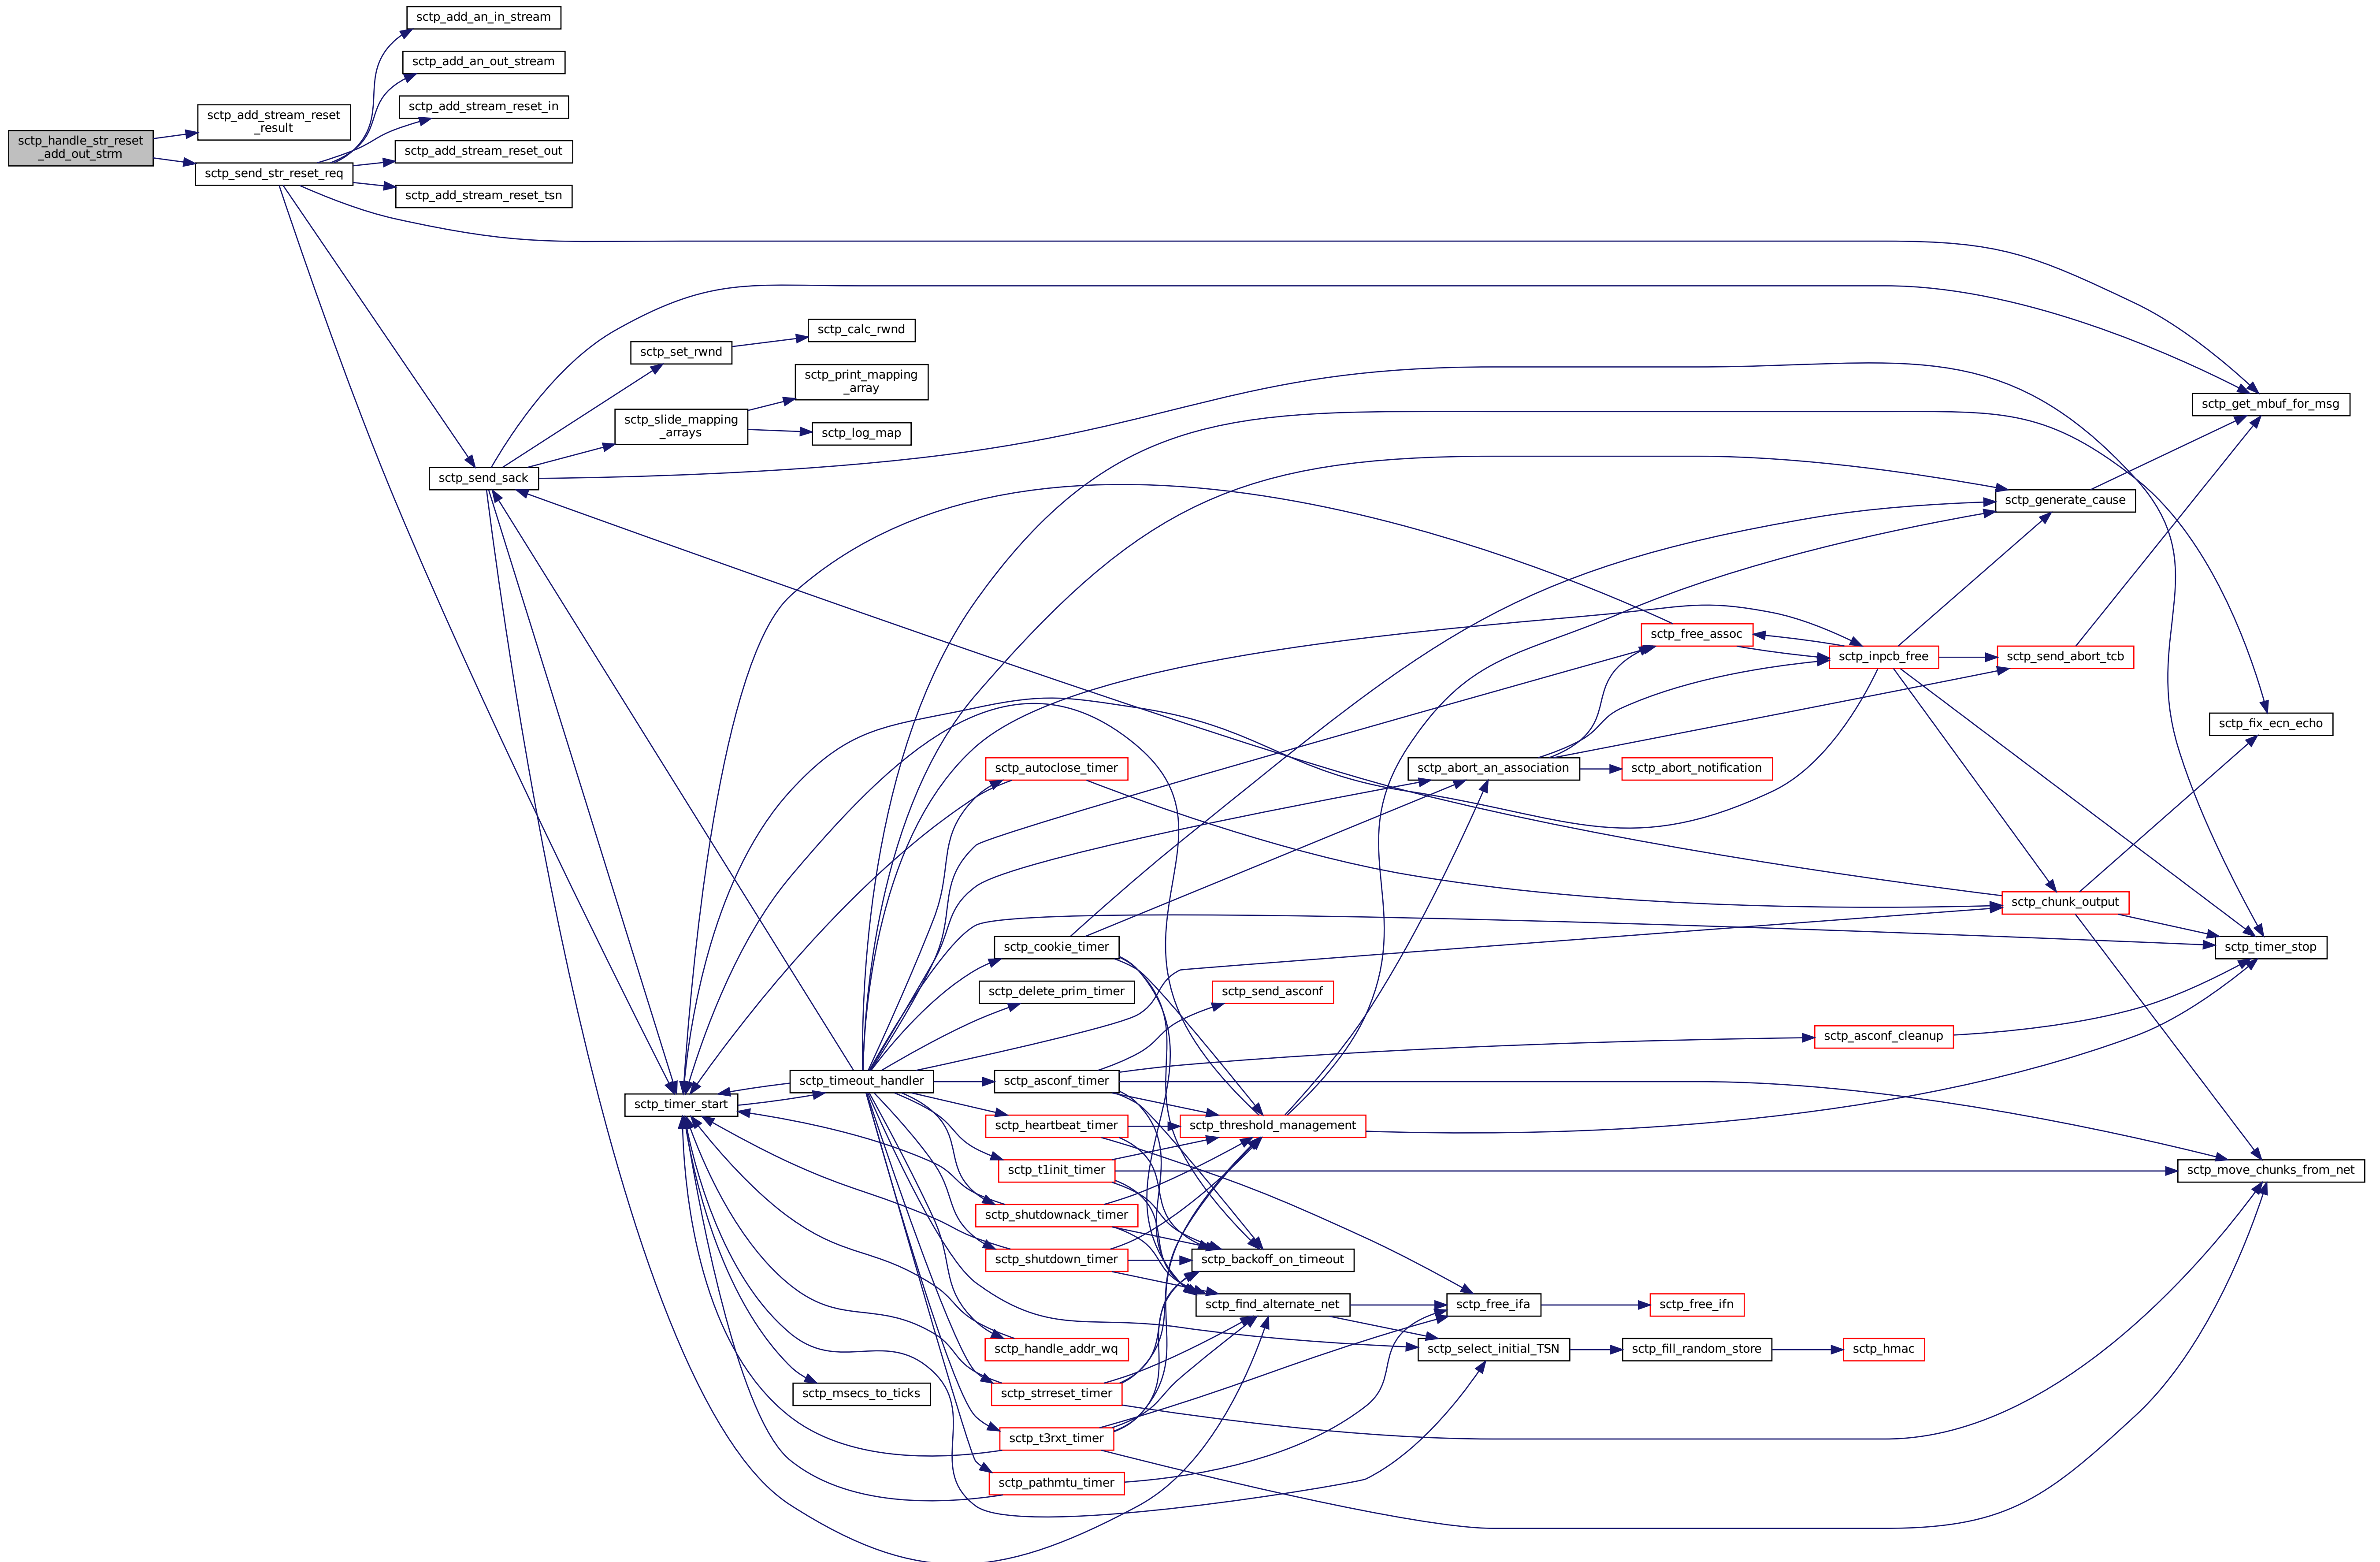 sctp_add_an_in_stream
sctp_add_an_out_stream
sctp_add_stream_reset_in
sctp_add_stream_reset
_result
sctp_handle_str_reset
_add_out_strm
sctp_add_stream_reset_out
sctp_send_str_reset_req
sctp_add_stream_reset_tsn
sctp_calc_rwnd
sctp_set_rwnd
sctp_print_mapping
_array
sctp_get_mbuf_for_msg
sctp_slide_mapping
_arrays
sctp_log_map
sctp_send_sack
sctp_generate_cause
sctp_free_assoc
sctp_inpcb_free
sctp_send_abort_tcb
sctp_fix_ecn_echo
sctp_autoclose_timer
sctp_abort_an_association
sctp_abort_notification
sctp_chunk_output
sctp_cookie_timer
sctp_timer_stop
sctp_delete_prim_timer
sctp_send_asconf
sctp_asconf_cleanup
sctp_timeout_handler
sctp_asconf_timer
sctp_timer_start
sctp_heartbeat_timer
sctp_threshold_management
sctp_t1init_timer
sctp_move_chunks_from_net
sctp_shutdownack_timer
sctp_shutdown_timer
sctp_backoff_on_timeout
sctp_find_alternate_net
sctp_free_ifa
sctp_free_ifn
sctp_handle_addr_wq
sctp_select_initial_TSN
sctp_fill_random_store
sctp_hmac
sctp_msecs_to_ticks
sctp_strreset_timer
sctp_t3rxt_timer
sctp_pathmtu_timer